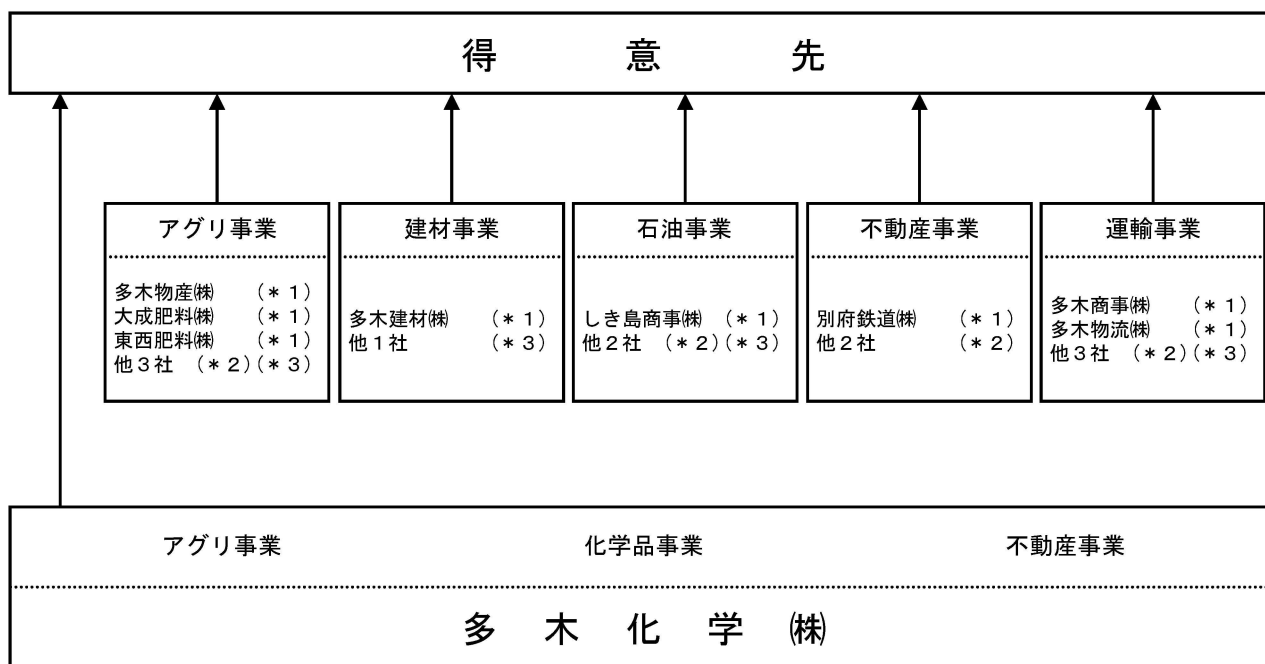 得意先
アグリ事業
多木物産㈱ (*1)
大成肥料㈱ (*1)
東西肥料㈱ (*1)
他3社 (*2)(*3)
建材事業
多木建材㈱ (*1)
他1社 (*3)
石油事業
しき島商事㈱ (*1)
他2社 (*2)(*3)
不動産事業
別府鉄道㈱ (*1)
他2社 (*2)
運輸事業
多木商事㈱ (*1)
多木物流㈱ (*1)
他3社 (*2)(*3)
アグリ事業 化学品事業 不動産事業
多木化学㈱